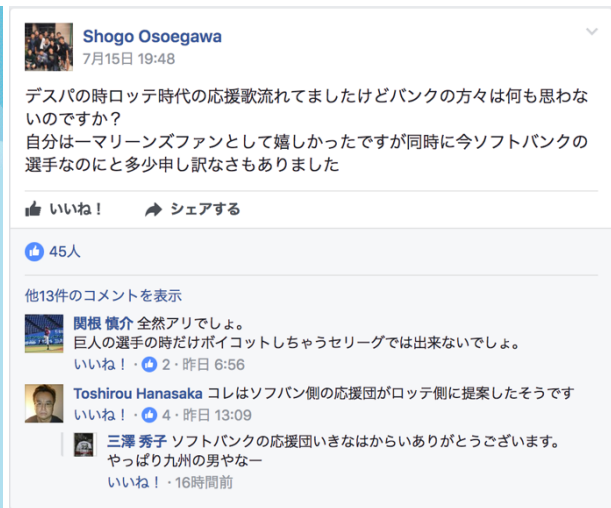 Shogo Osoegawa
7月15日 19:48
デスパの時ロッテ時代の応援歌流れてましたけどバンクの方々は何も思わな
いのですか？
自分は一マリーンズファンとして嬉しかったですが同時に今ソフトバンクの
選手なのにと多少申し訳なさもありました
いいね！ シェアする
45人
他13件のコメントを表示
関根 慎介 全然アリでしょ。
巨人の選手の時だけボイコットしちゃうセリーグでは出来ないでしょ。
いいね！ · 2 · 昨日 6:56
Toshirou Hanasaka コレはソフバン側の応援団がロッテ側に提案したそうです
いいね！ · 4 · 昨日 13:09
三澤 秀子 ソフトバンクの応援団いきなはからいありがとうございます。
やっぱり九州の男やなー
いいね！ · 16時間前